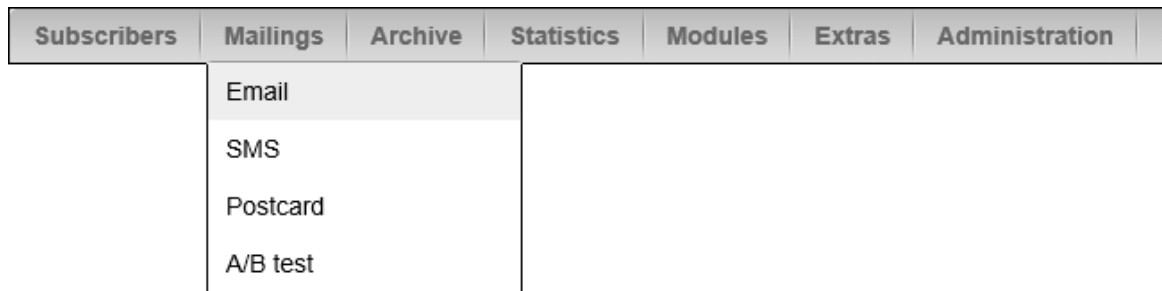 Subscribers Mailings Archive Statistics Modules Extras Administration
Email
SMS
Postcard
A/B test